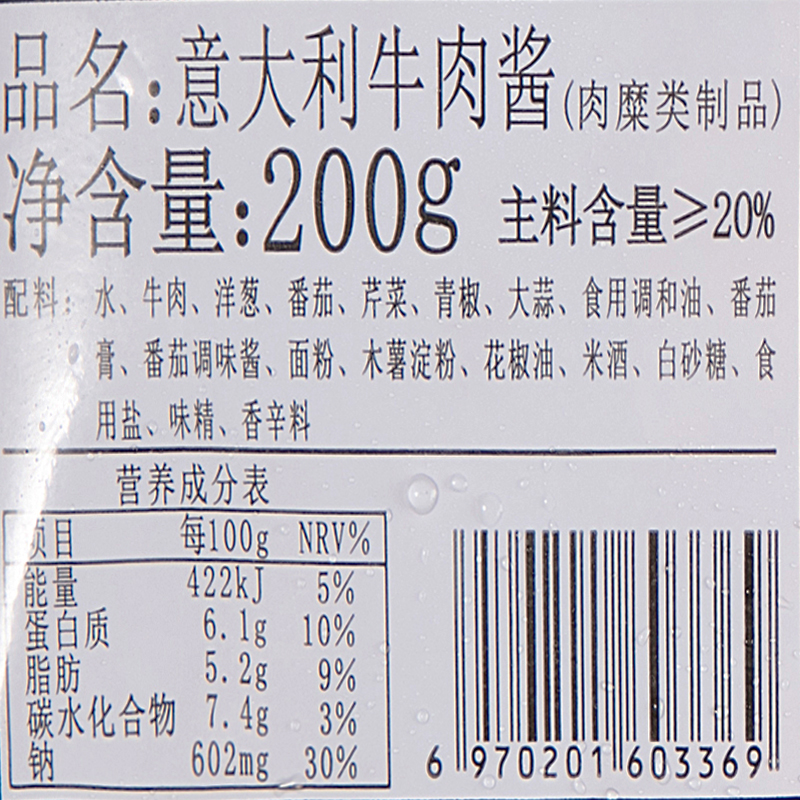 品名:意大利牛肉酱(肉糜类制品)
净含量:200g 主料含量≥20%
配料: 水、牛肉、洋葱、番茄、芹菜、青椒、大蒜、食用调和油、番茄
膏、番茄调味酱、面粉、木薯淀粉、花椒油、米酒、白砂糖、食
用盐、味精、香辛料
营养成分表
项目 每100g NRV%
能量 422kJ 5%
蛋白质 6.1g 10%
脂肪 5.2g 9%
碳水化合物 7.4g 3%
钠 602mg 30%
6 970201 603369